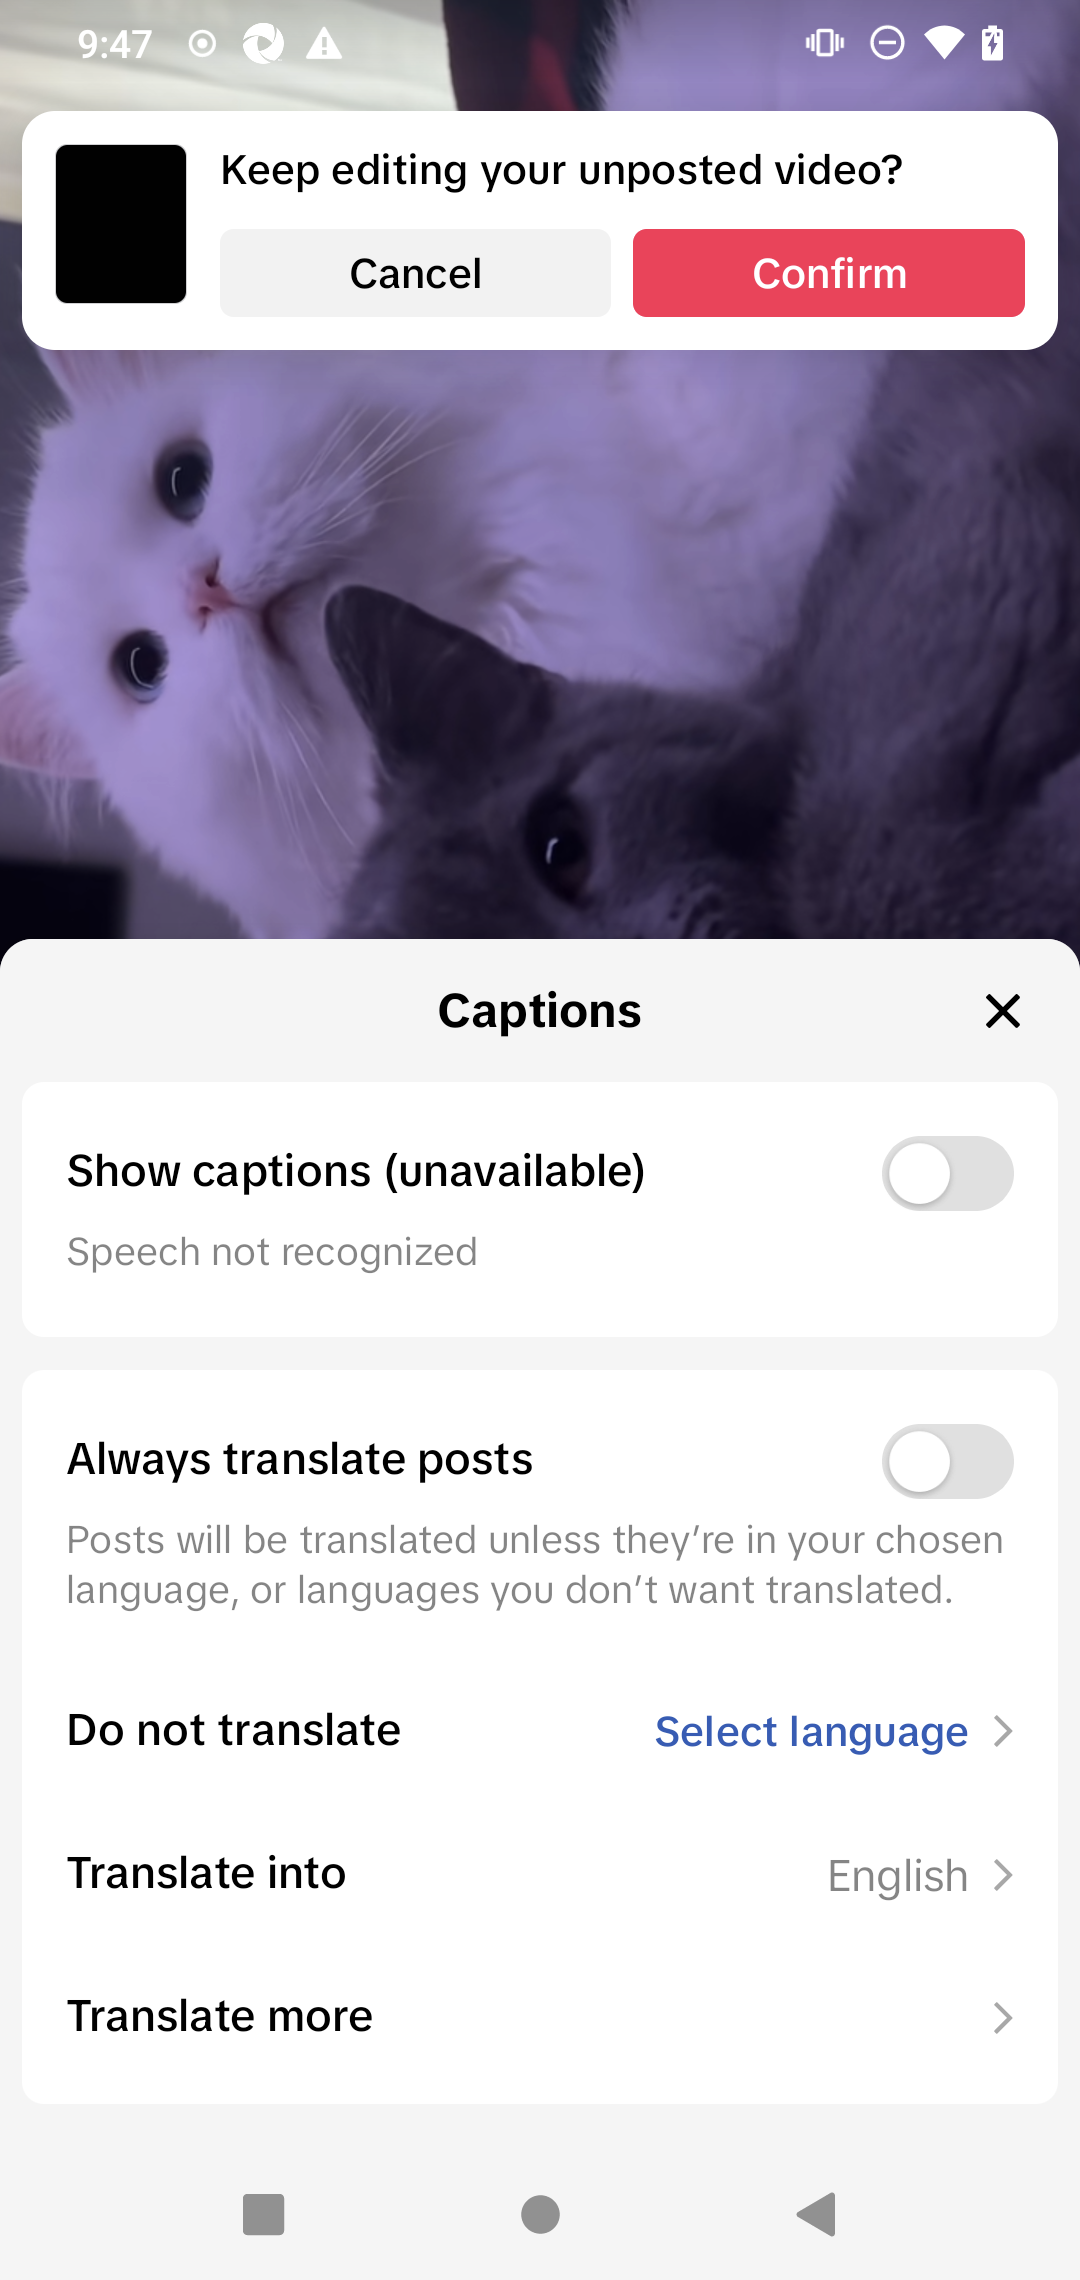 9:47
Keep editing your unposted video?
Cancel
Confirm
Captions
Show captions (unavailable)
Speech not recognized
Always translate posts
Posts will be translated unless they’re in your chosen
language, or languages you don’t want translated.
Do not translate
Select language
Translate into
English
Translate more